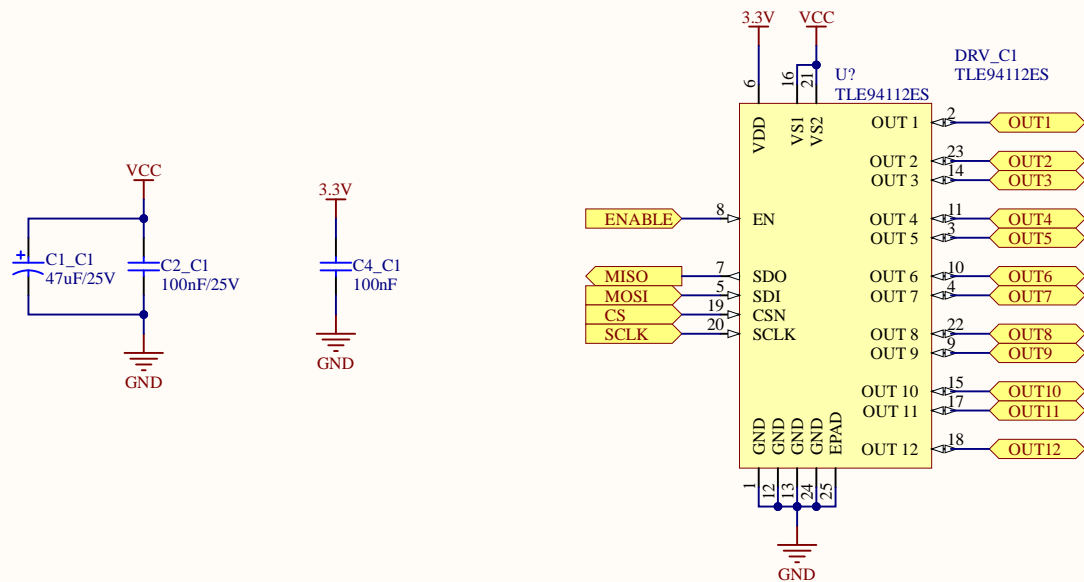 3.3V
VCC
DRV_C1
TLE94112ES
U?
TLE94112ES
6
16
21
VDD
VS1
VS2
OUT 1
2
OUT1
OUT 2
23
OUT2
OUT 3
14
OUT3
ENABLE
8
EN
OUT 4
11
OUT4
OUT 5
3
OUT5
MISO
7
SDO
OUT 6
10
OUT6
MOSI
5
SDI
OUT 7
4
OUT7
CS
19
CSN
SCLK
20
SCLK
OUT 8
22
OUT8
OUT 9
9
OUT9
OUT 10
15
OUT10
OUT 11
17
OUT11
OUT 12
18
OUT12
GND
GND
GND
GND
EPAD
1
12
13
24
25
GND
VCC
C1_C1
47uF/25V
C2_C1
100nF/25V
GND
3.3V
C4_C1
100nF
GND